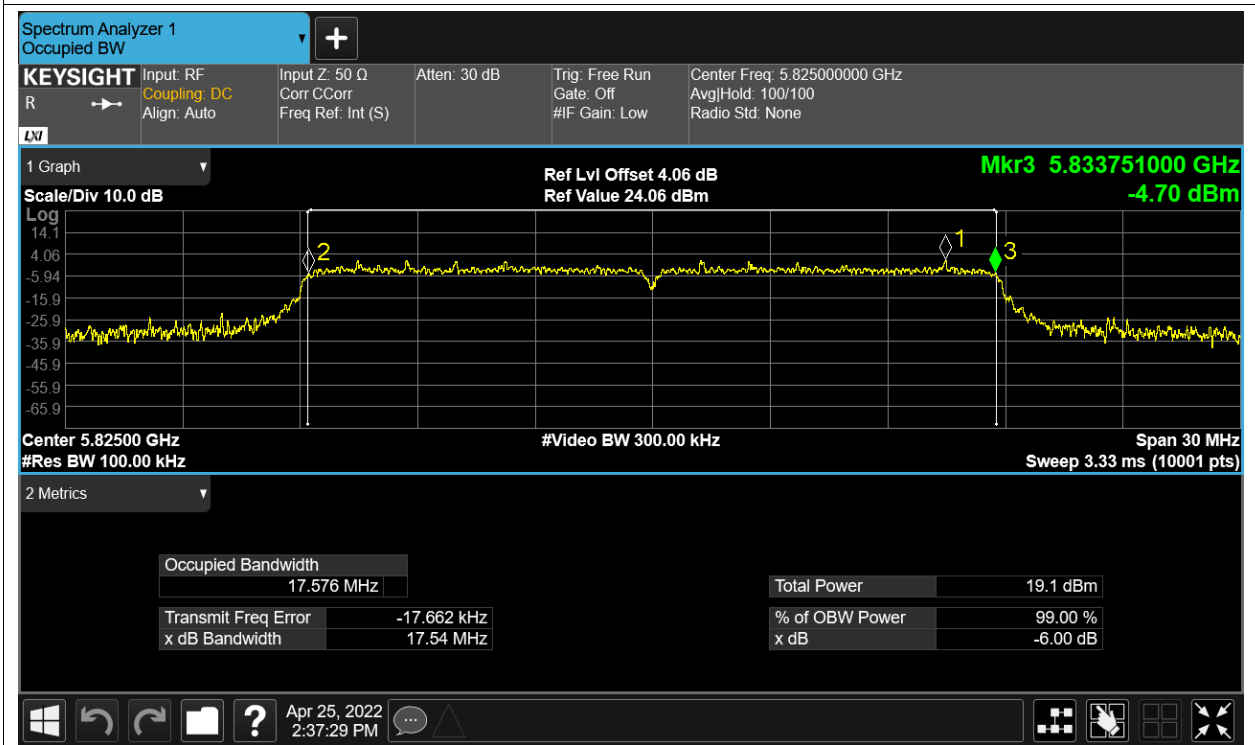 Spectrum Analyzer 1
Occupied BW
KEYSIGHT
R
LXI
Input: RF
Coupling: DC
Align: Auto
Input Z: 50 Ω
Corr CCorr
Freq Ref: Int (S)
Atten: 30 dB
Trig: Free Run
Gate: Off
#IF Gain: Low
Center Freq: 5.825000000 GHz
Avg|Hold: 100/100
Radio Std: None
1 Graph
Scale/Div 10.0 dB
Ref Lvl Offset 4.06 dB
Ref Value 24.06 dBm
Mkr3 5.833751000 GHz
-4.70 dBm
Log
14.1
4.06
-5.94
-15.9
-25.9
-35.9
-45.9
-55.9
-65.9
2
1
3
Center 5.82500 GHz
#Video BW 300.00 kHz
Span 30 MHz
#Res BW 100.00 kHz
Sweep 3.33 ms (10001 pts)
2 Metrics
Occupied Bandwidth
17.576 MHz
Transmit Freq Error -17.662 kHz
x dB Bandwidth 17.54 MHz
Total Power 19.1 dBm
% of OBW Power 99.00 %
x dB -6.00 dB
?
Apr 25, 2022
2:37:29 PM